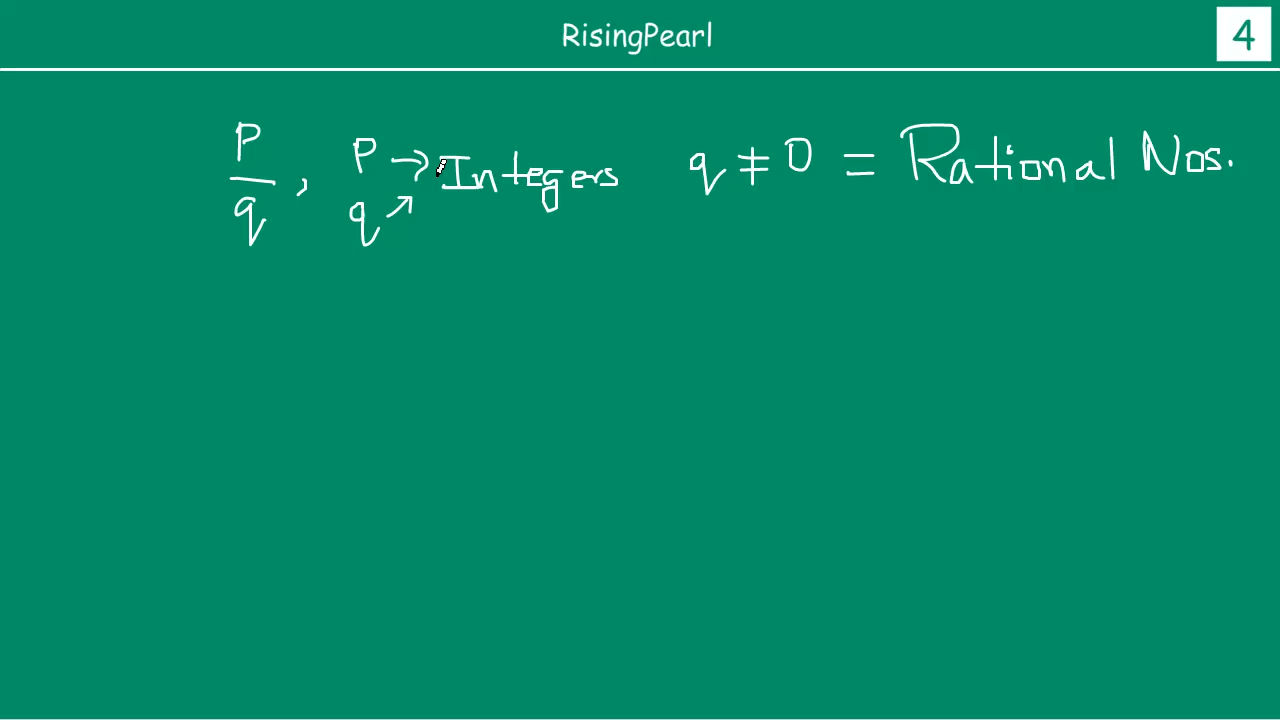 RisingPearl
4
P/q , P → Integers q ≠ 0 = Rational Nos.
q ↗